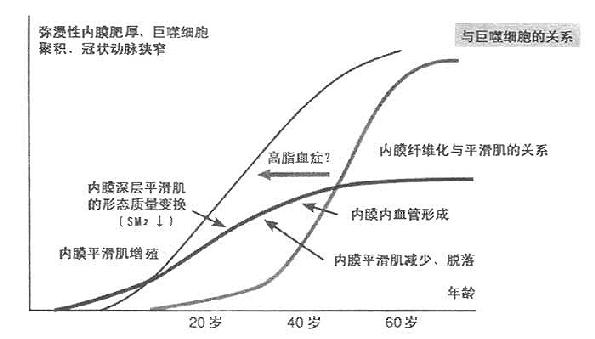 弥漫性内膜肥厚、巨噬细胞
聚积、冠状动脉狭窄
与巨噬细胞的关系
高脂血症?
内膜纤维化与平滑肌的关系
内膜深层平滑肌
的形态质量变换
(SM2 ↓)
内膜内血管形成
内膜平滑肌增殖
内膜平滑肌减少、脱落
年龄
20岁 40岁 60岁